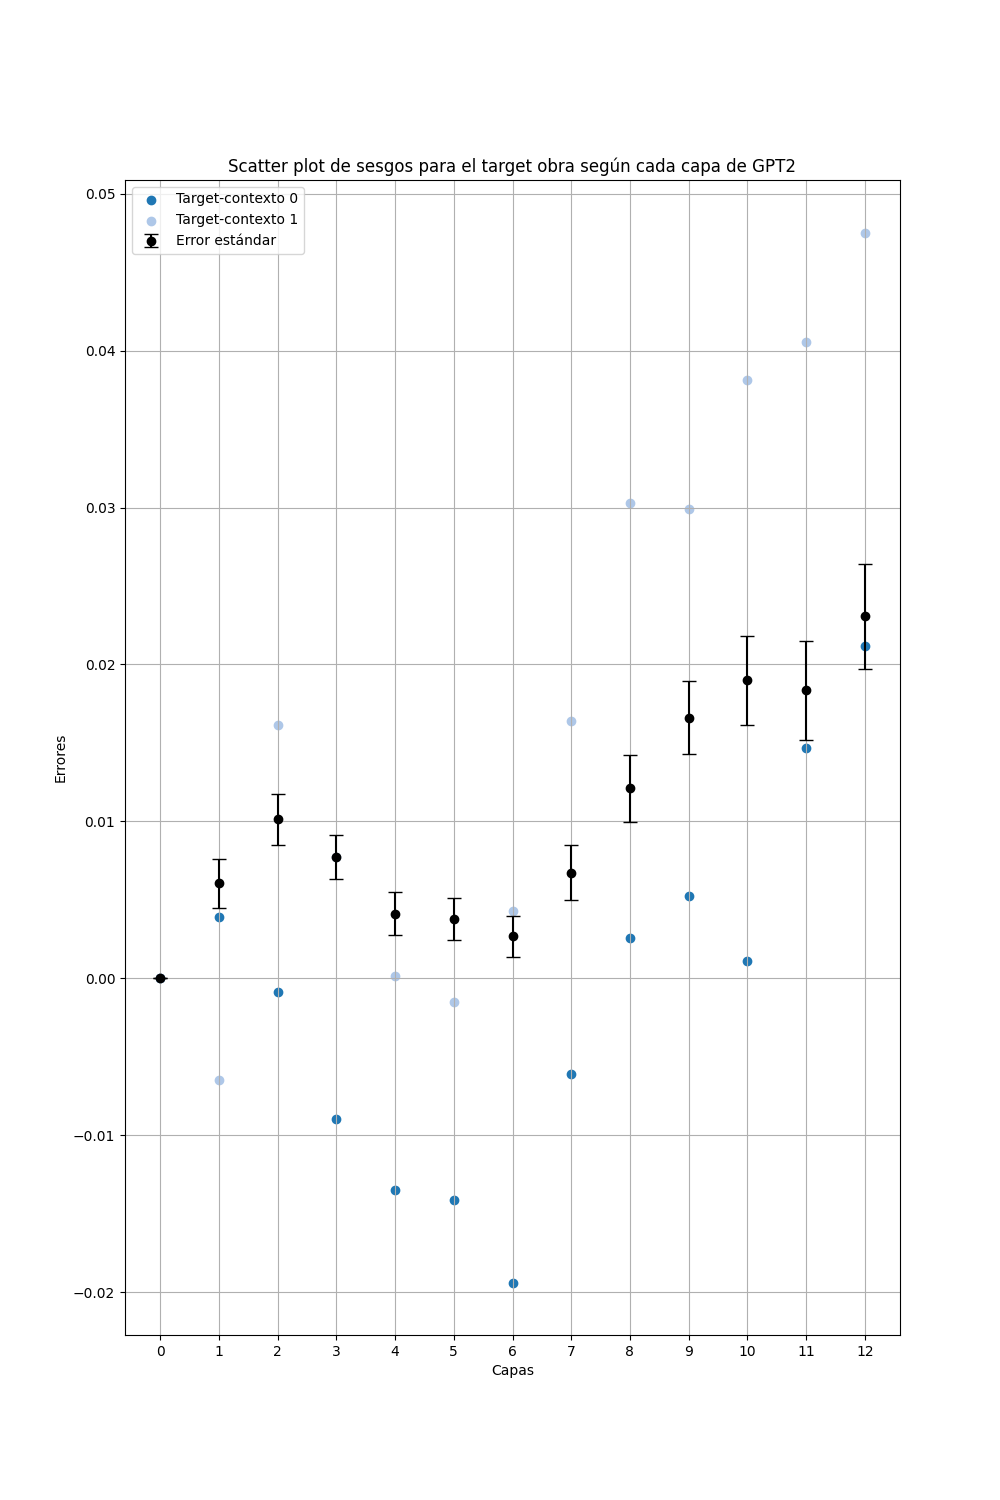 Scatter plot de sesgos para el target obra según cada capa de GPT2
Target-contexto 0
Target-contexto 1
Error estándar
0.05
0.04
0.03
0.02
0.01
0.00
−0.01
−0.02
Errores
0 1 2 3 4 5 6 7 8 9 10 11 12
Capas